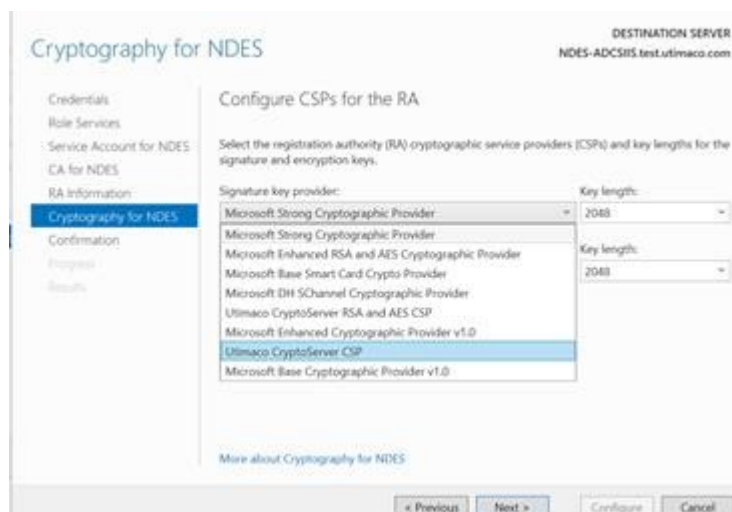 Cryptography for NDES
DESTINATION SERVER
NDES-ADCSIIS.test.utimaco.com
Credentials
Role Services
Service Account for NDES
CA for NDES
RA Information
Cryptography for NDES
Confirmation
Progress
Results
Configure CSPs for the RA
Select the registration authority (RA) cryptographic service providers (CSPs) and key lengths for the
signature and encryption keys.
Signature key provider:
Key length:
Microsoft Strong Cryptographic Provider
2048
Microsoft Strong Cryptographic Provider
Microsoft Enhanced RSA and AES Cryptographic Provider
Key length:
Microsoft Base Smart Card Crypto Provider
2048
Microsoft DH SChannel Cryptographic Provider
Utimaco CryptoServer RSA and AES CSP
Microsoft Enhanced Cryptographic Provider v1.0
Utimaco CryptoServer CSP
Microsoft Base Cryptographic Provider v1.0
More about Cryptography for NDES
< Previous
Next >
Configure
Cancel